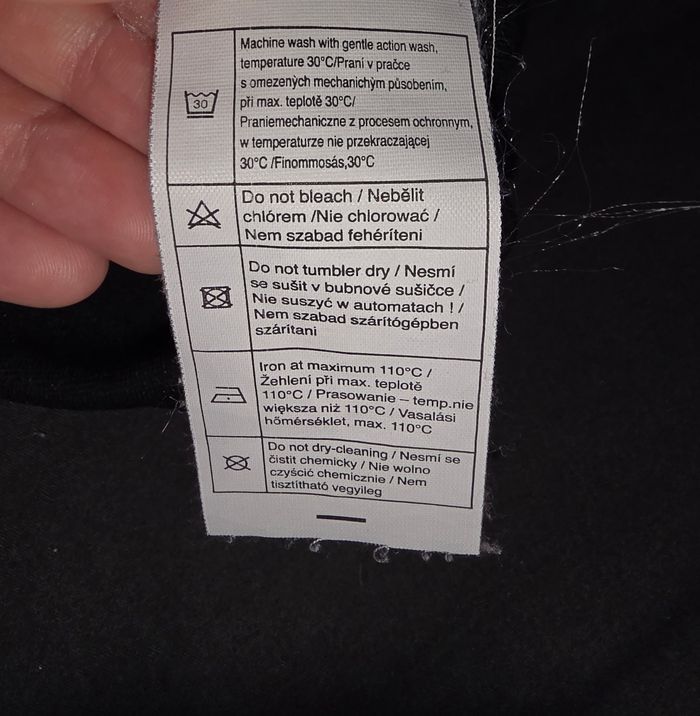 30
Machine wash with gentle action wash,
temperature 30°C/Praní v pračce
s omezených mechanichým působením,
při max. teplotě 30°C/
Praniemechaniczne z procesem ochronnym,
w temperaturze nie przekraczającej
30°C /Finommosás,30°C
Do not bleach / Nebělit
chlórem /Nie chlorować /
Nem szabad fehéríteni
Do not tumbler dry / Nesmí
se sušit v bubnové sušičce /
Nie suszyć w automatach ! /
Nem szabad szárítógépben
szárítani
Iron at maximum 110°C /
Žehlení při max. teplotě
110°C / Prasowanie – temp.nie
większa niż 110°C / Vasalási
hőmérséklet, max. 110°C
Do not dry-cleaning / Nesmí se
čistit chemicky / Nie wolno
czyścić chemicznie / Nem
tisztítható vegyileg